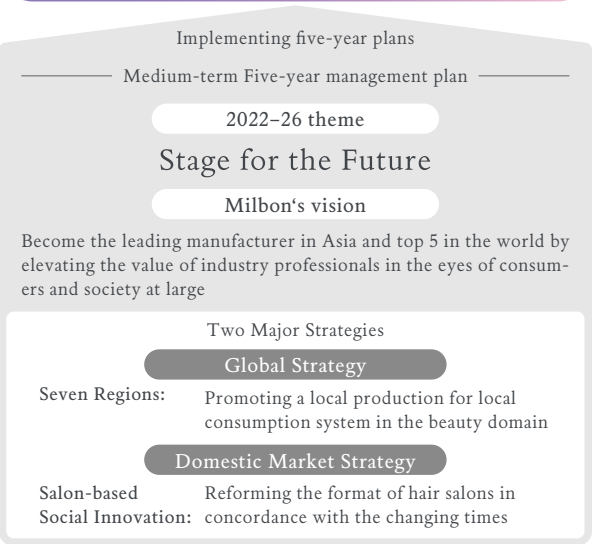 Implementing five-year plans
Medium-term Five-year management plan
2022–26 theme
Stage for the Future
Milbon‘s vision
Become the leading manufacturer in Asia and top 5 in the world by
elevating the value of industry professionals in the eyes of consum-
ers and society at large
Two Major Strategies
Global Strategy
Seven Regions: Promoting a local production for local
consumption system in the beauty domain
Domestic Market Strategy
Salon-based Reforming the format of hair salons in
Social Innovation: concordance with the changing times